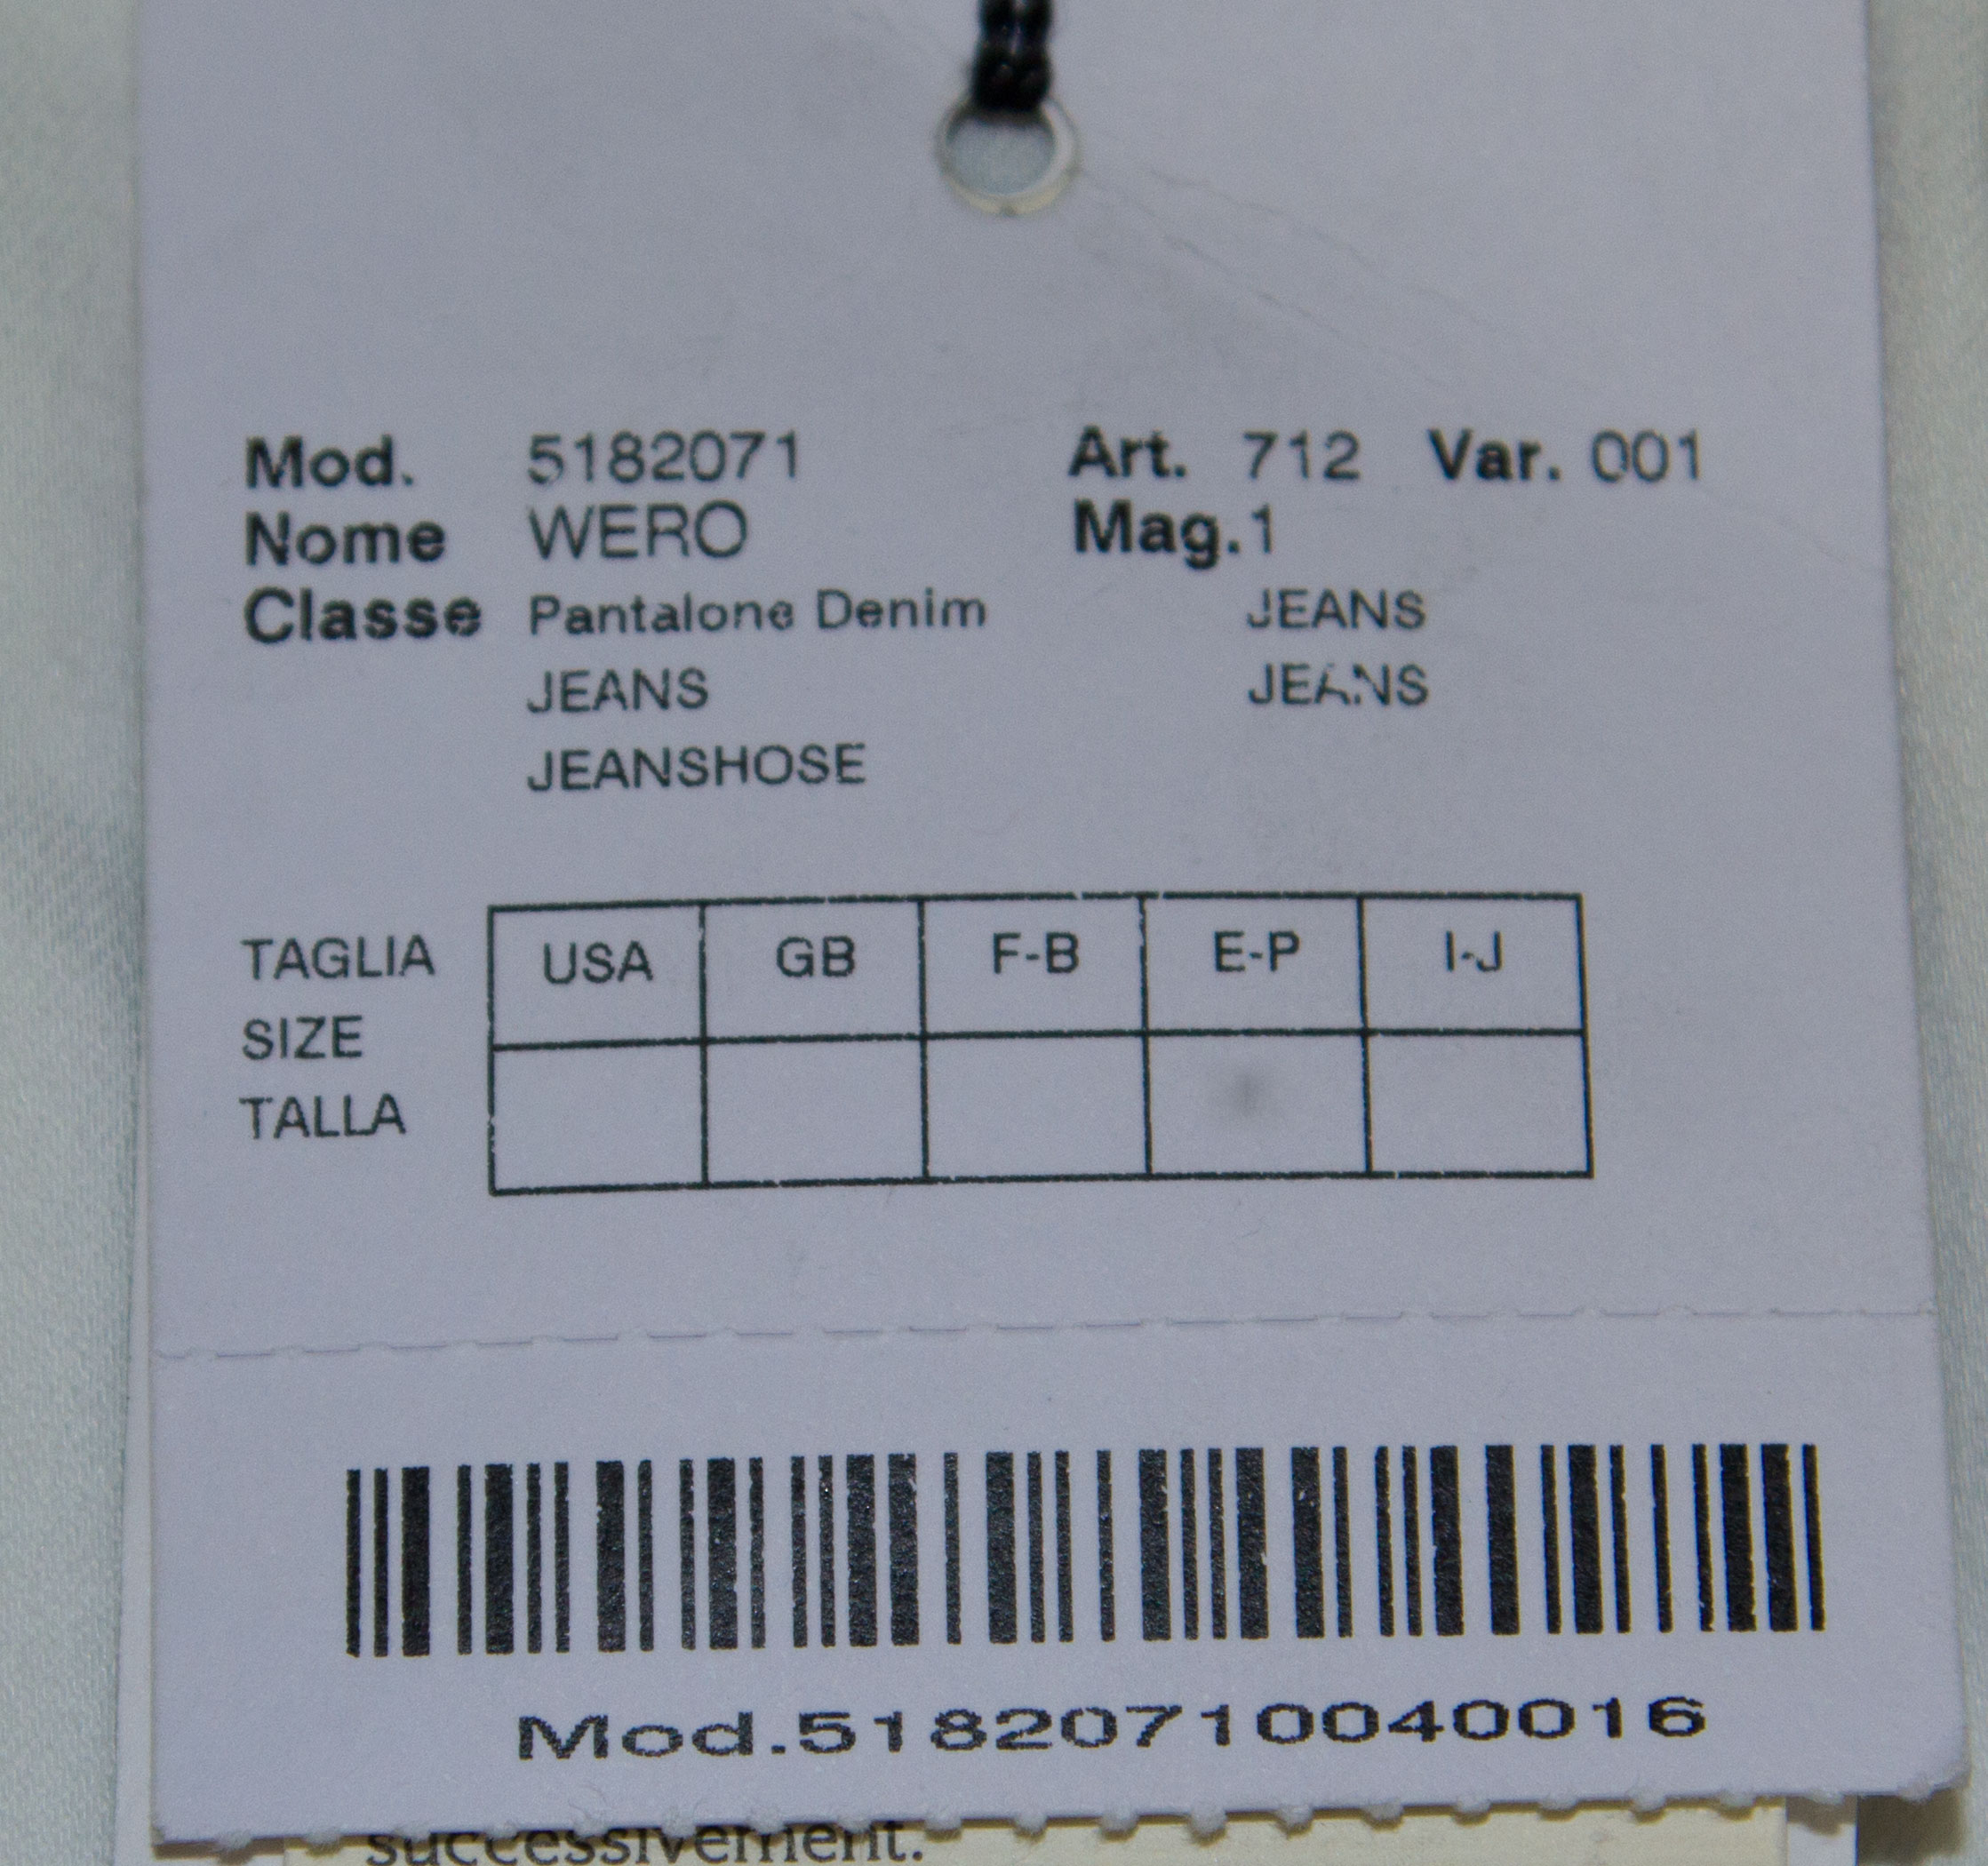 Mod. 5182071 Art. 712 Var. 001
Nome WERO Mag.1
Classe Pantalone Denim JEANS
JEANS JEANS
JEANSHOSE
TAGLIA USA GB F-B E-P I-J
SIZE
TALLA
Mod.51820710040016
successivement.